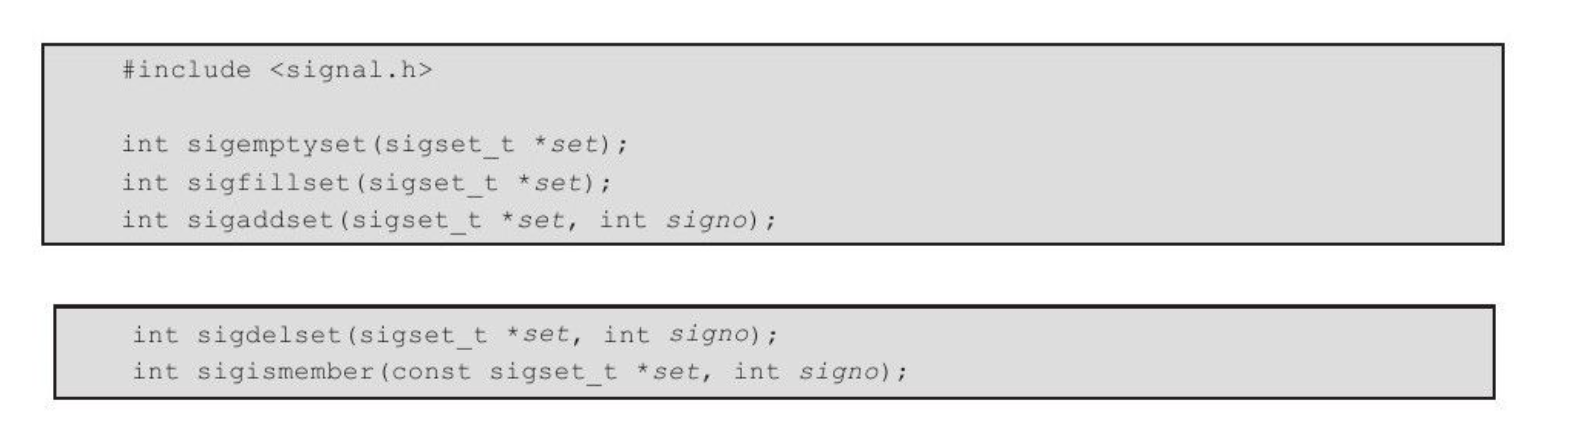 #include <signal.h>
int sigemptyset(sigset_t *set);
int sigfillset(sigset_t *set);
int sigaddset(sigset_t *set, int signo);
int sigdelset(sigset_t *set, int signo);
int sigismember(const sigset_t *set, int signo);